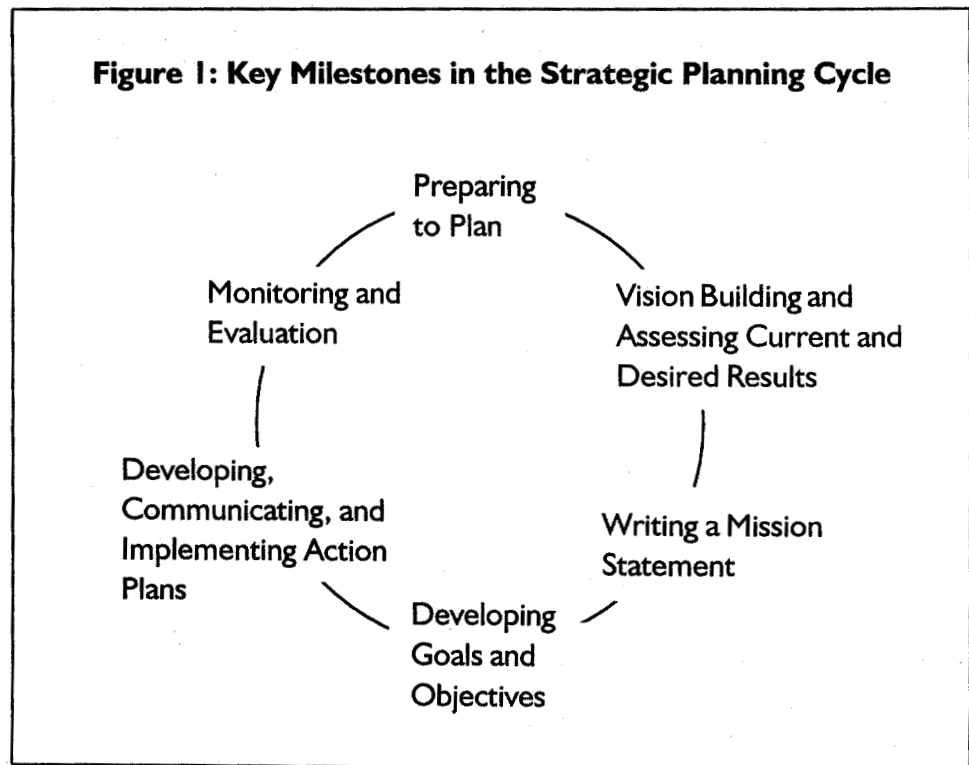 Figure 1: Key Milestones in the Strategic Planning Cycle
Preparing
to Plan
Vision Building and
Assessing Current and
Desired Results
Writing a Mission
Statement
Developing
Goals and
Objectives
Developing,
Communicating, and
Implementing Action
Plans
Monitoring and
Evaluation